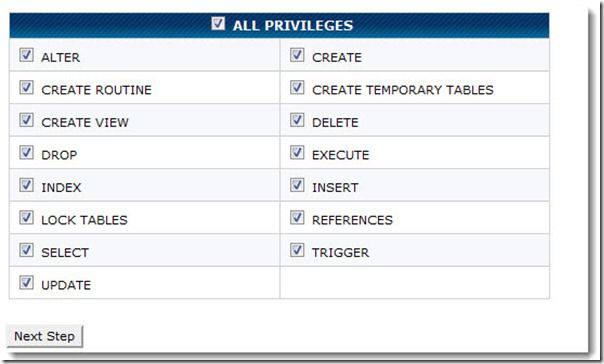 ALL PRIVILEGES
ALTER CREATE
CREATE ROUTINE CREATE TEMPORARY TABLES
CREATE VIEW DELETE
DROP EXECUTE
INDEX INSERT
LOCK TABLES REFERENCES
SELECT TRIGGER
UPDATE
Next Step